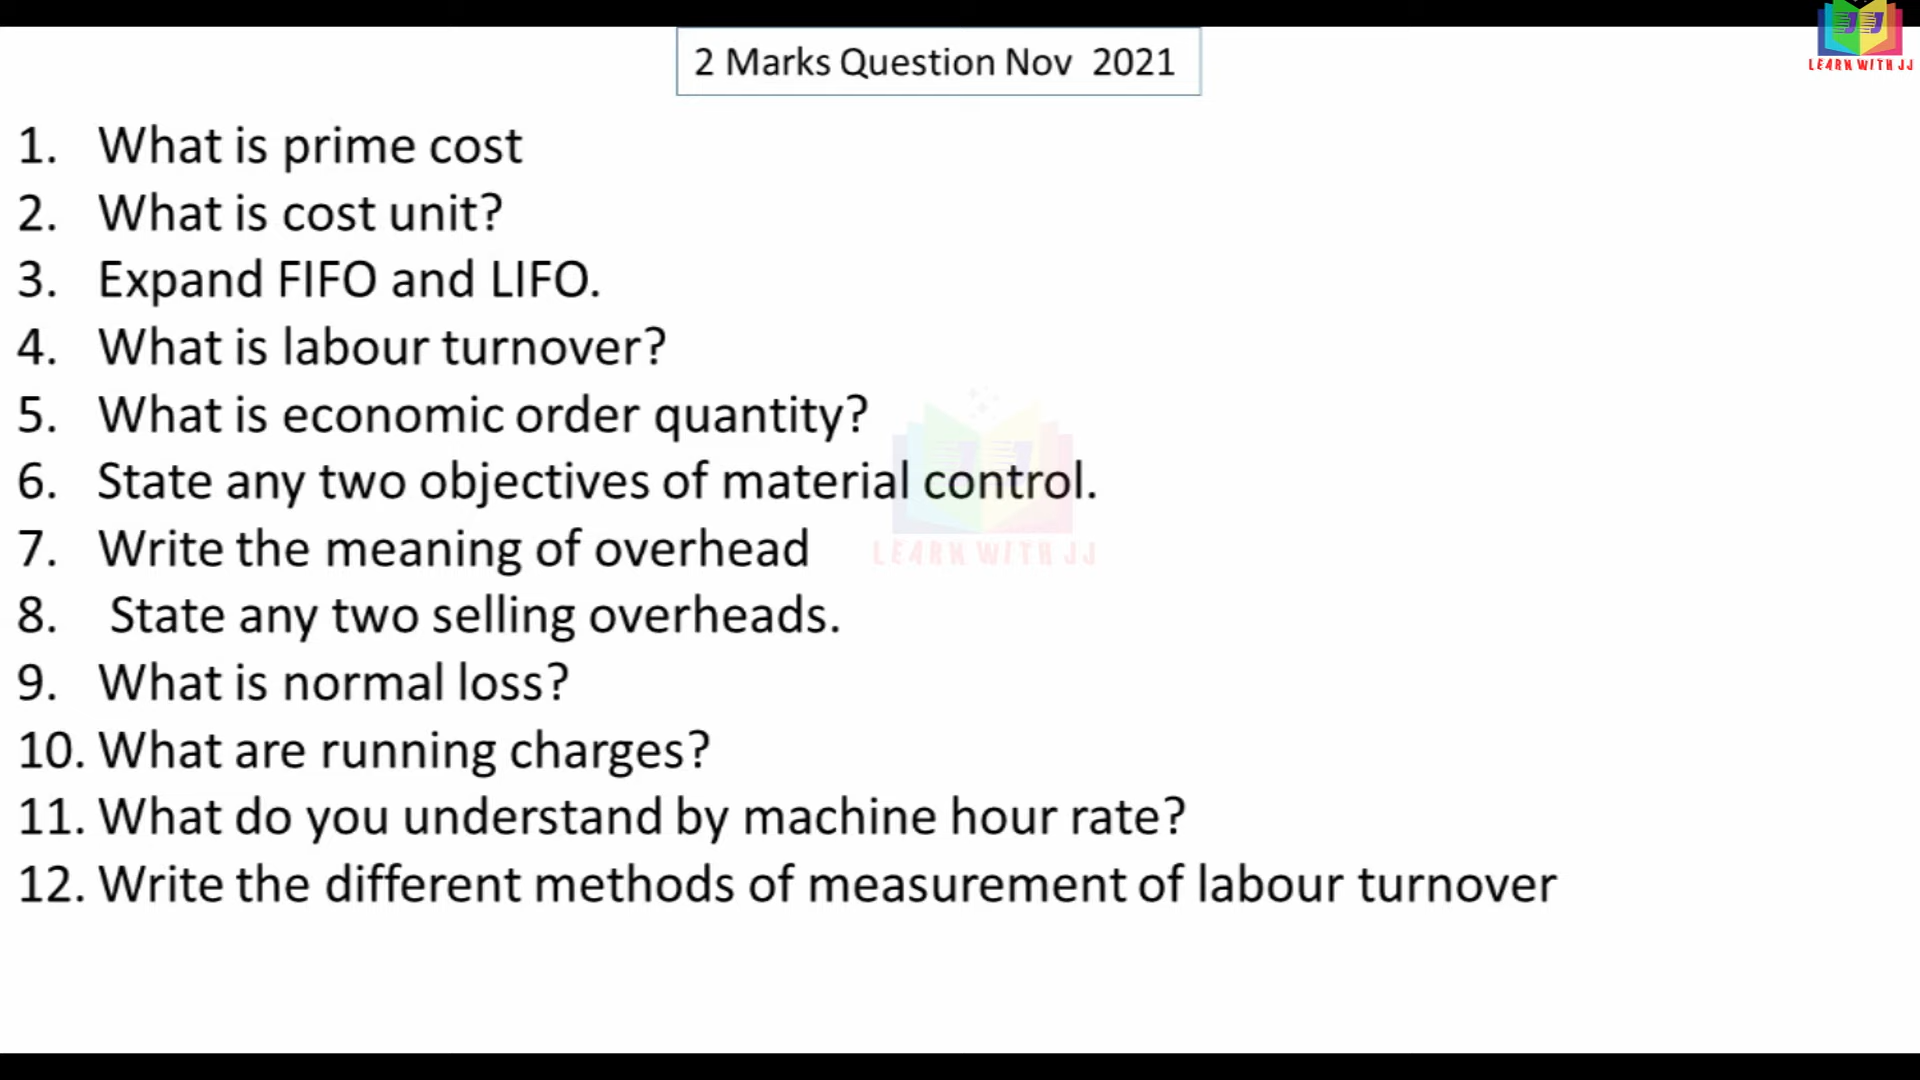 LEARN WITH JJ
2 Marks Question Nov 2021
1. What is prime cost
2. What is cost unit?
3. Expand FIFO and LIFO.
4. What is labour turnover?
5. What is economic order quantity?
6. State any two objectives of material control.
7. Write the meaning of overhead
LEARN WITH JJ
8. State any two selling overheads.
9. What is normal loss?
10. What are running charges?
11. What do you understand by machine hour rate?
12. Write the different methods of measurement of labour turnover